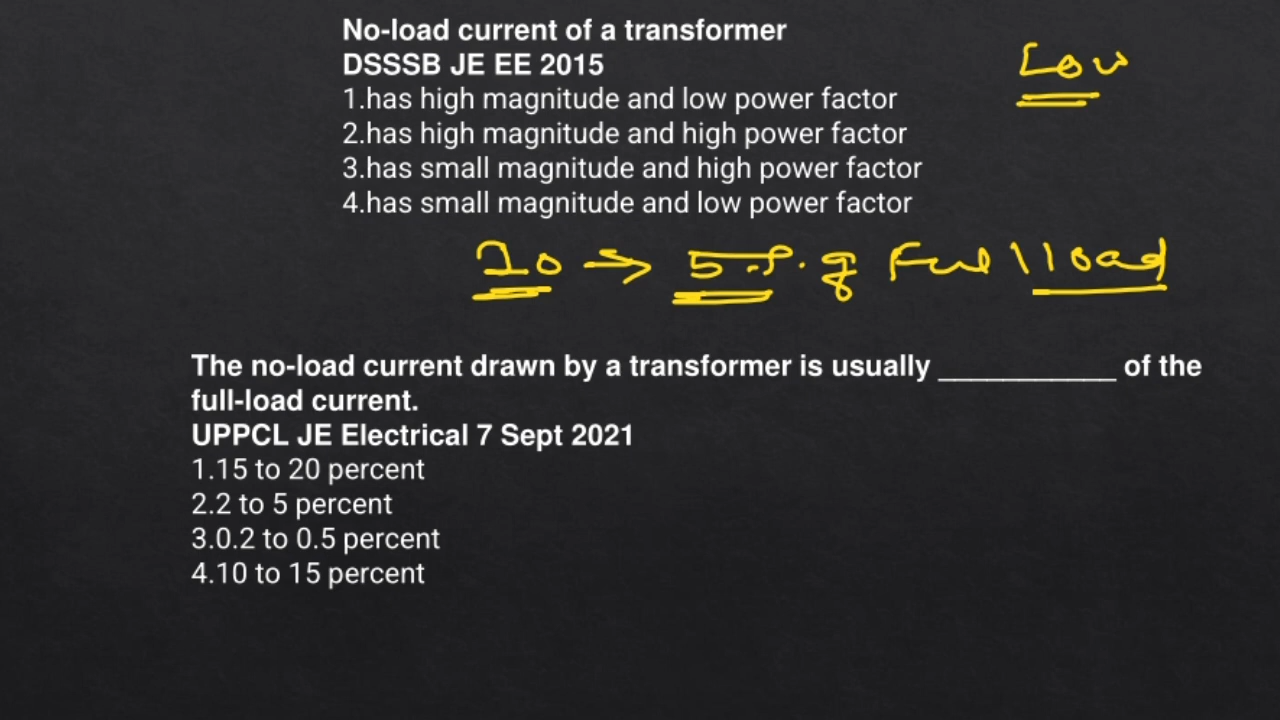 No-load current of a transformer
DSSSB JE EE 2015
Low
1.has high magnitude and low power factor
2.has high magnitude and high power factor
3.has small magnitude and high power factor
4.has small magnitude and low power factor
→ 5 Full load
The no-load current drawn by a transformer is usually ____________ of the
full-load current.
UPPCL JE Electrical 7 Sept 2021
1.15 to 20 percent
2.2 to 5 percent
3.0.2 to 0.5 percent
4.10 to 15 percent